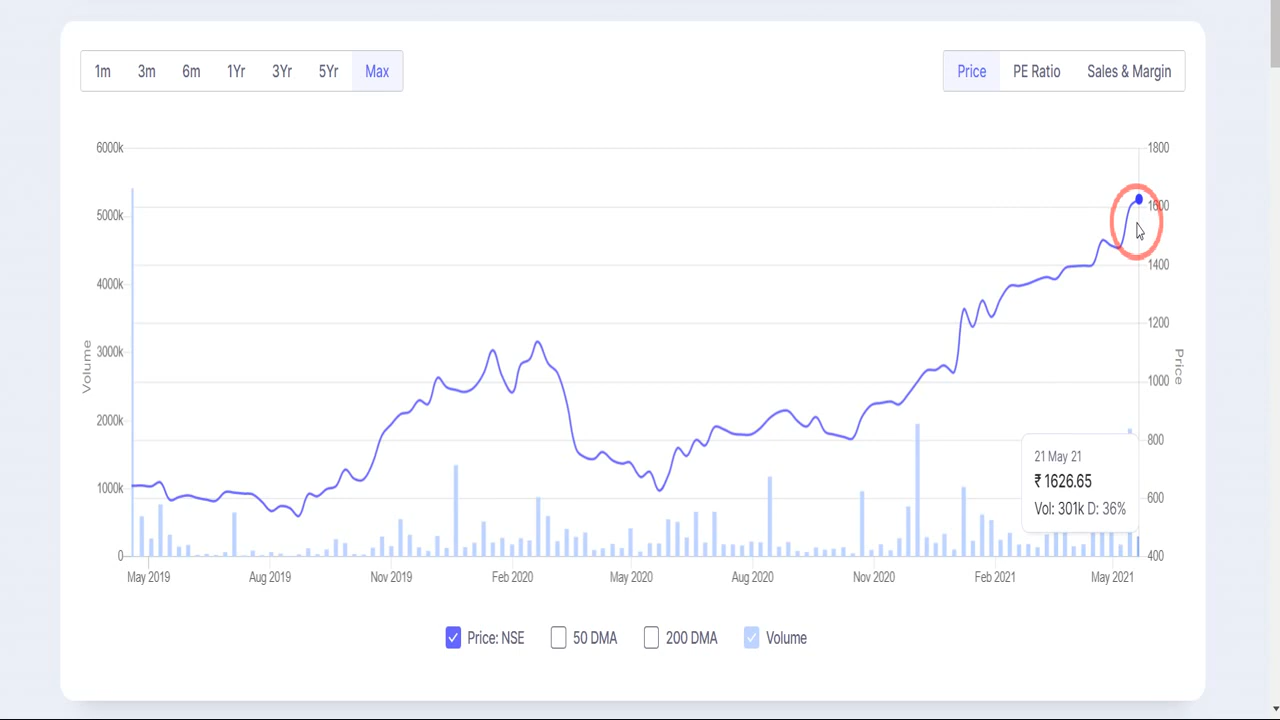 1m 3m 6m 1Yr 3Yr 5Yr Max
Price PE Ratio Sales & Margin
6000k 1800
5000k 1600
4000k 1400
3000k 1200
2000k 1000
1000k 800
0 600
400
Volume
Price
21 May 21
₹ 1626.65
Vol: 301k D: 36%
May 2019 Aug 2019 Nov 2019 Feb 2020 May 2020 Aug 2020 Nov 2020 Feb 2021 May 2021
Price: NSE 50 DMA 200 DMA Volume